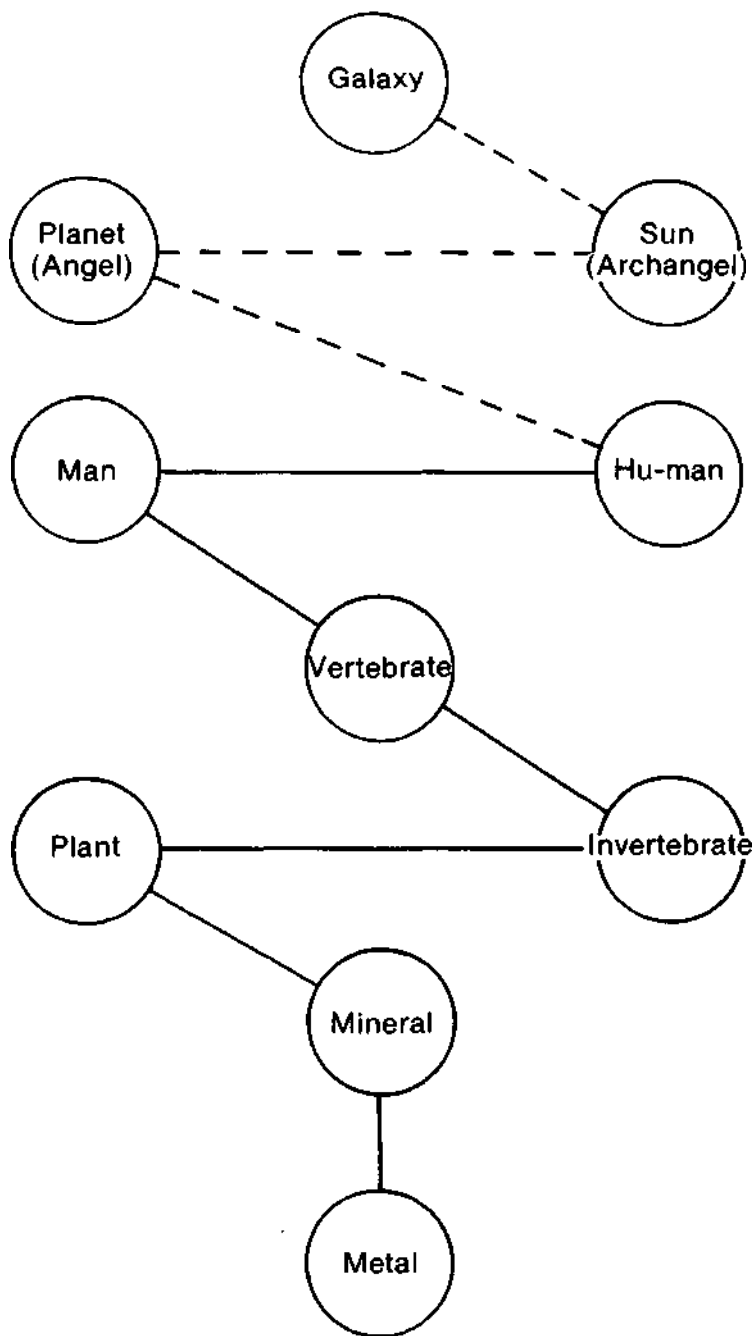 Galaxy
Planet
(Angel)
Sun
(Archangel)
Man
Hu-man
Vertebrate
Plant
Invertebrate
Mineral
Metal